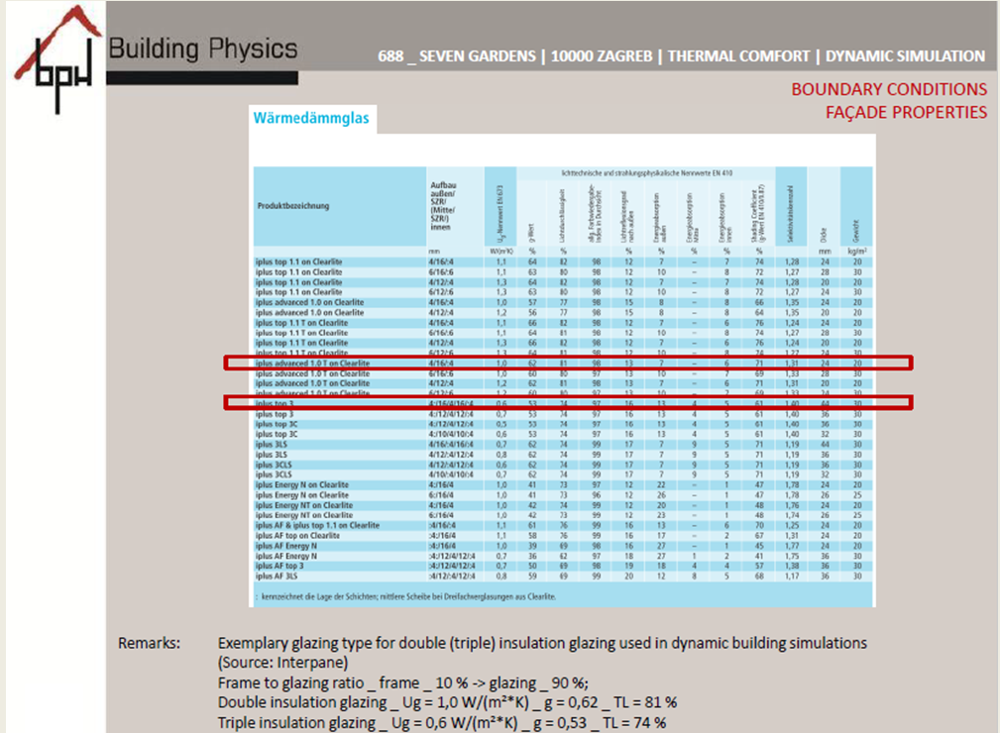 bph
Building Physics
688 _ SEVEN GARDENS | 10000 ZAGREB | THERMAL COMFORT | DYNAMIC SIMULATION
BOUNDARY CONDITIONS
FAÇADE PROPERTIES
Wärmedämmglas
lichttechnische und strahlungsphysikalische Nennwerte EN 410
Produktbezeichnung
Aufbau
außen/
SZR/
(Mitte/
SZR/)
innen
Ug-Nennwert EN 673
g-Wert
Lichtdurchlässigkeit
allg. Farbwiedergabe-
index in Durchsicht
Lichtreflexionsgrad
nach außen
Energieabsorption
außen
Energieabsorption
Mitte
Energieabsorption
innen
Shading Coefficient
(g-Wert EN 410/0,87)
Selektivitätskennzahl
Dicke
Gewicht
mm W/(m²K) % % % % % % % mm kg/m²
iplus top 1.1 on Clearlite 4/16/:4 1,1 64 82 98 12 7 – 7 74 1,28 24 20
iplus top 1.1 on Clearlite 6/16/:6 1,1 63 80 98 12 10 – 8 72 1,27 28 30
iplus top 1.1 on Clearlite 4/12/:4 1,3 64 82 98 12 7 – 7 74 1,28 20 20
iplus top 1.1 on Clearlite 6/12/:6 1,3 63 80 98 12 10 – 8 72 1,27 24 30
iplus advanced 1.0 on Clearlite 4/16/:4 1,0 57 77 98 15 8 – 8 66 1,35 24 20
iplus advanced 1.0 on Clearlite 4/12/:4 1,2 56 77 98 15 8 – 8 64 1,35 20 20
iplus top 1.1 T on Clearlite 4/16/:4 1,1 66 82 98 12 7 – 6 76 1,24 24 20
iplus top 1.1 T on Clearlite 6/16/:6 1,1 64 81 98 12 10 – 8 74 1,27 28 30
iplus top 1.1 T on Clearlite 4/12/:4 1,3 66 82 98 12 7 – 6 76 1,24 20 20
iplus top 1.1 T on Clearlite 6/12/:6 1,3 64 81 98 12 10 – 8 74 1,27 24 30
iplus advanced 1.0 T on Clearlite 4/16/:4 1,0 62 81 98 13 7 – 6 71 1,31 24 20
iplus advanced 1.0 T on Clearlite 6/16/:6 1,0 60 80 97 13 10 – 7 69 1,33 28 30
iplus advanced 1.0 T on Clearlite 4/12/:4 1,2 62 81 98 13 7 – 6 71 1,31 20 20
iplus advanced 1.0 T on Clearlite 6/12/:6 1,2 60 80 97 13 10 – 7 69 1,33 24 30
iplus top 3 4:/16/4/16/:4 0,6 53 74 97 16 13 4 5 61 1,40 44 30
iplus top 3 4:/12/4/12/:4 0,7 53 74 97 16 13 4 5 61 1,40 36 30
iplus top 3C 4:/12/4/12/:4 0,5 53 74 97 16 13 4 5 61 1,40 36 30
iplus top 3C 4:/10/4/10/:4 0,6 53 74 97 16 13 4 5 61 1,40 32 30
iplus 3LS 4/16/:4/16/:4 0,7 62 74 99 17 7 9 5 71 1,19 44 30
iplus 3LS 4/12/:4/12/:4 0,8 62 74 99 17 7 9 5 71 1,19 36 30
iplus 3CLS 4/12/:4/12/:4 0,6 62 74 99 17 7 9 5 71 1,19 36 30
iplus 3CLS 4/10/:4/10/:4 0,7 62 74 99 17 7 9 5 71 1,19 32 30
iplus Energy N on Clearlite 4:/16/4 1,0 41 73 97 12 22 – 1 47 1,78 24 20
iplus Energy N on Clearlite 6:/16/4 1,0 41 73 96 12 26 – 1 47 1,78 26 25
iplus Energy NT on Clearlite 4:/16/4 1,0 42 74 99 12 20 – 1 48 1,76 24 20
iplus Energy NT on Clearlite 6:/16/4 1,0 42 73 99 12 23 – 1 48 1,74 26 25
iplus AF & iplus top 1.1 on Clearlite :4/16/:4 1,1 61 76 99 16 13 – 6 70 1,25 24 20
iplus AF top on Clearlite :4:/16/4 1,1 58 76 99 16 17 – 2 67 1,31 24 20
iplus AF Energy N :4:/16/4 1,0 39 69 98 16 27 – 1 45 1,77 24 20
iplus AF Energy N :4:/12/4/12/:4 0,7 36 62 97 18 27 1 2 41 1,75 36 30
iplus AF top 3 :4:/12/4/12/:4 0,7 50 69 98 19 18 4 4 57 1,38 36 30
iplus AF 3LS :4/12/:4/12/:4 0,8 59 69 99 20 12 8 5 68 1,17 36 30
: kennzeichnet die Lage der Schichten; mittlere Scheibe bei Dreifachverglasungen aus Clearlite.
Remarks: Exemplary glazing type for double (triple) insulation glazing used in dynamic building simulations
(Source: Interpane)
Frame to glazing ratio _ frame _ 10 % -> glazing _ 90 %;
Double insulation glazing _ Ug = 1,0 W/(m²*K) _ g = 0,62 _ TL = 81 %
Triple insulation glazing _ Ug = 0,6 W/(m²*K) _ g = 0,53 _ TL = 74 %